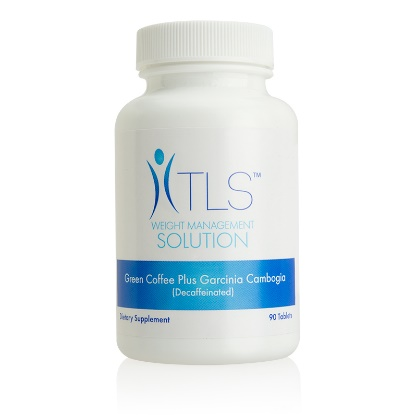 TLS™
WEIGHT MANAGEMENT
SOLUTION
Green Coffee Plus Garcinia Cambogia
(Decaffeinated)
Dietary Supplement 90 Tablets